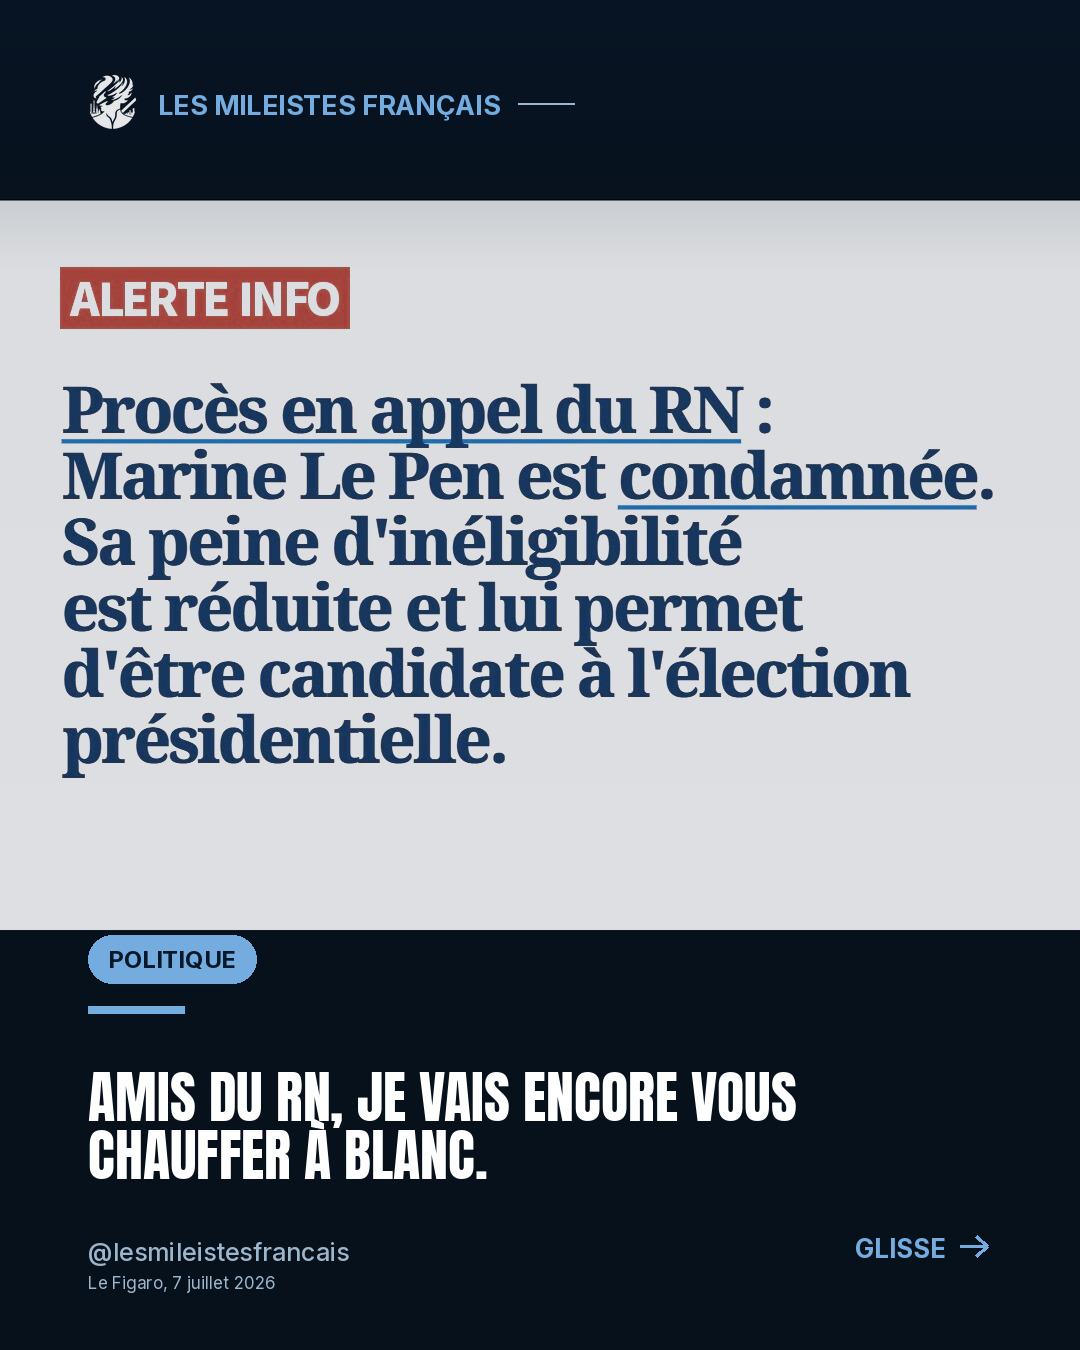 LES MILEISTES FRANÇAIS
ALERTE INFO
Procès en appel du RN :
Marine Le Pen est condamnée.
Sa peine d'inéligibilité
est réduite et lui permet
d'être candidate à l'élection
présidentielle.
POLITIQUE
AMIS DU RN, JE VAIS ENCORE VOUS
CHAUFFER À BLANC.
@lesmileistesfrancais
GLISSE →
Le Figaro, 7 juillet 2026